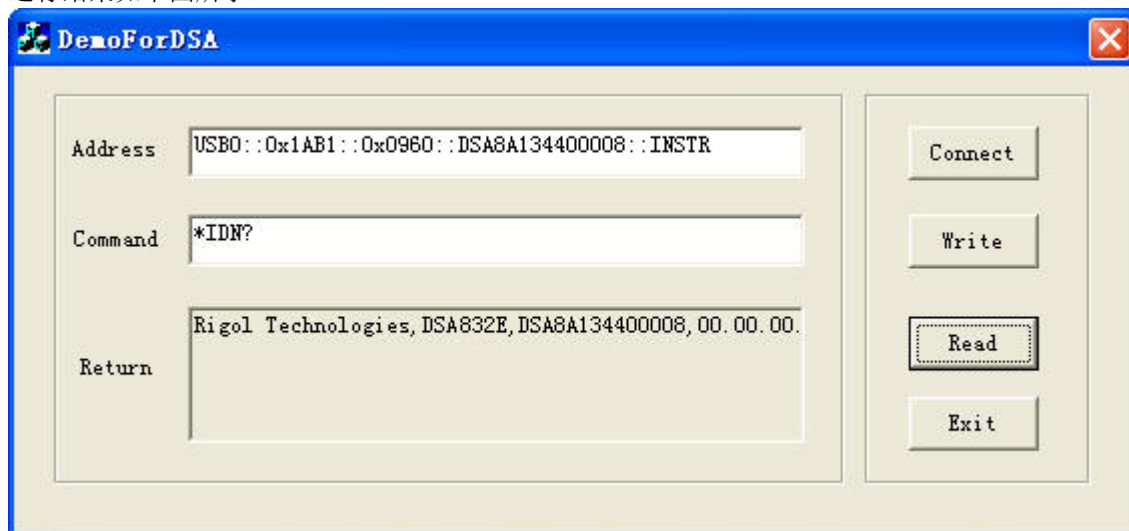 DemoForDSA
Address
USB0::0x1AB1::0x0960::DSA8A134400008::INSTR
Connect
Command
*IDN?
Write
Return
Rigol Technologies,DSA832E,DSA8A134400008,00.00.00.
Read
Exit